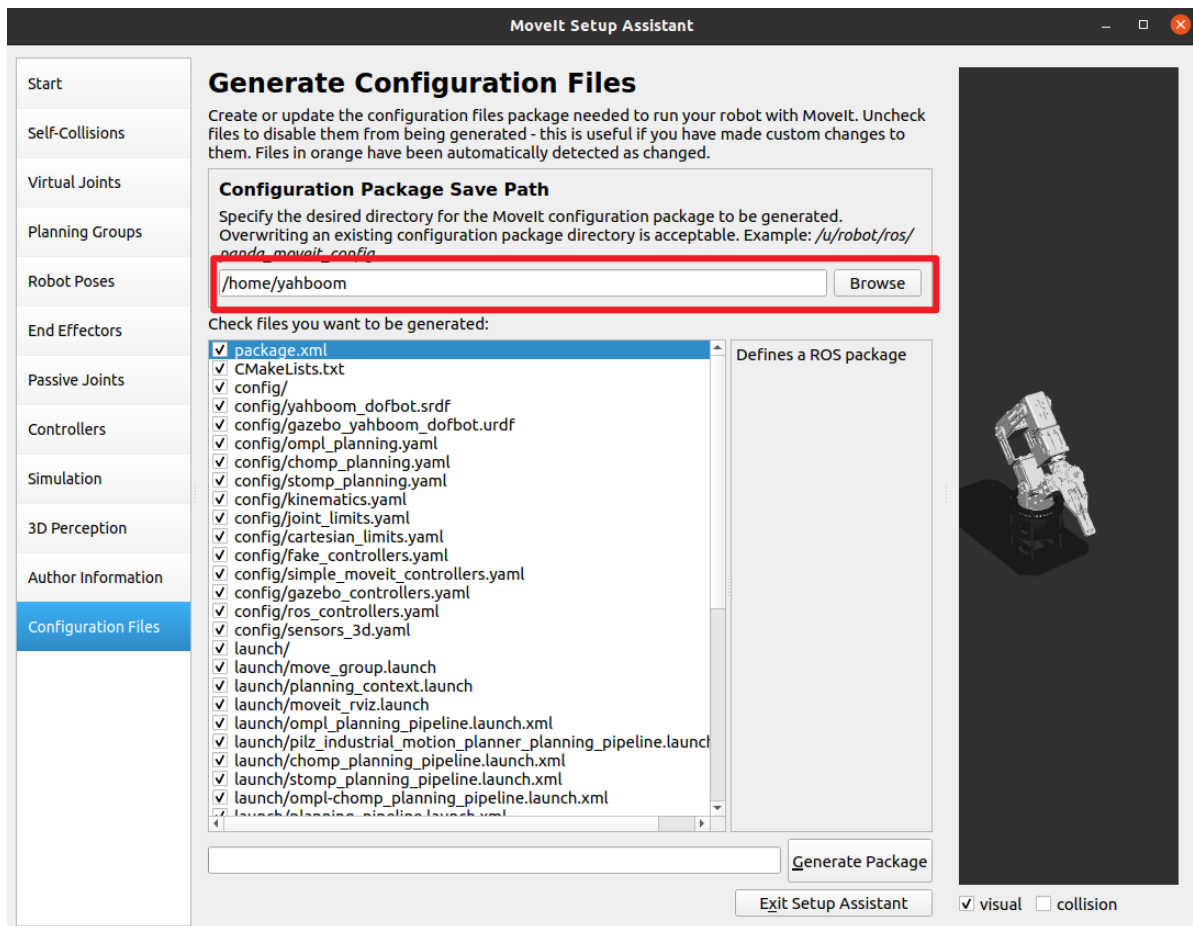 MoveIt Setup Assistant
Start
Self-Collisions
Virtual Joints
Planning Groups
Robot Poses
End Effectors
Passive Joints
Controllers
Simulation
3D Perception
Author Information
Configuration Files
Generate Configuration Files
Create or update the configuration files package needed to run your robot with MoveIt. Uncheck
files to disable them from being generated - this is useful if you have made custom changes to
them. Files in orange have been automatically detected as changed.
Configuration Package Save Path
Specify the desired directory for the MoveIt configuration package to be generated.
Overwriting an existing configuration package directory is acceptable. Example: /u/robot/ros/
panda_moveit_config
/home/yahboom
Browse
Check files you want to be generated:
package.xml
CMakeLists.txt
config/
config/yahboom_dofbot.srdf
config/gazebo_yahboom_dofbot.urdf
config/ompl_planning.yaml
config/chomp_planning.yaml
config/stomp_planning.yaml
config/kinematics.yaml
config/joint_limits.yaml
config/cartesian_limits.yaml
config/fake_controllers.yaml
config/simple_moveit_controllers.yaml
config/gazebo_controllers.yaml
config/ros_controllers.yaml
config/sensors_3d.yaml
launch/
launch/move_group.launch
launch/planning_context.launch
launch/moveit_rviz.launch
launch/ompl_planning_pipeline.launch.xml
launch/pilz_industrial_motion_planner_planning_pipeline.launch
launch/chomp_planning_pipeline.launch.xml
launch/stomp_planning_pipeline.launch.xml
launch/ompl-chomp_planning_pipeline.launch.xml
launch/planning_pipeline.launch.xml
Defines a ROS package
Generate Package
Exit Setup Assistant
visual
collision